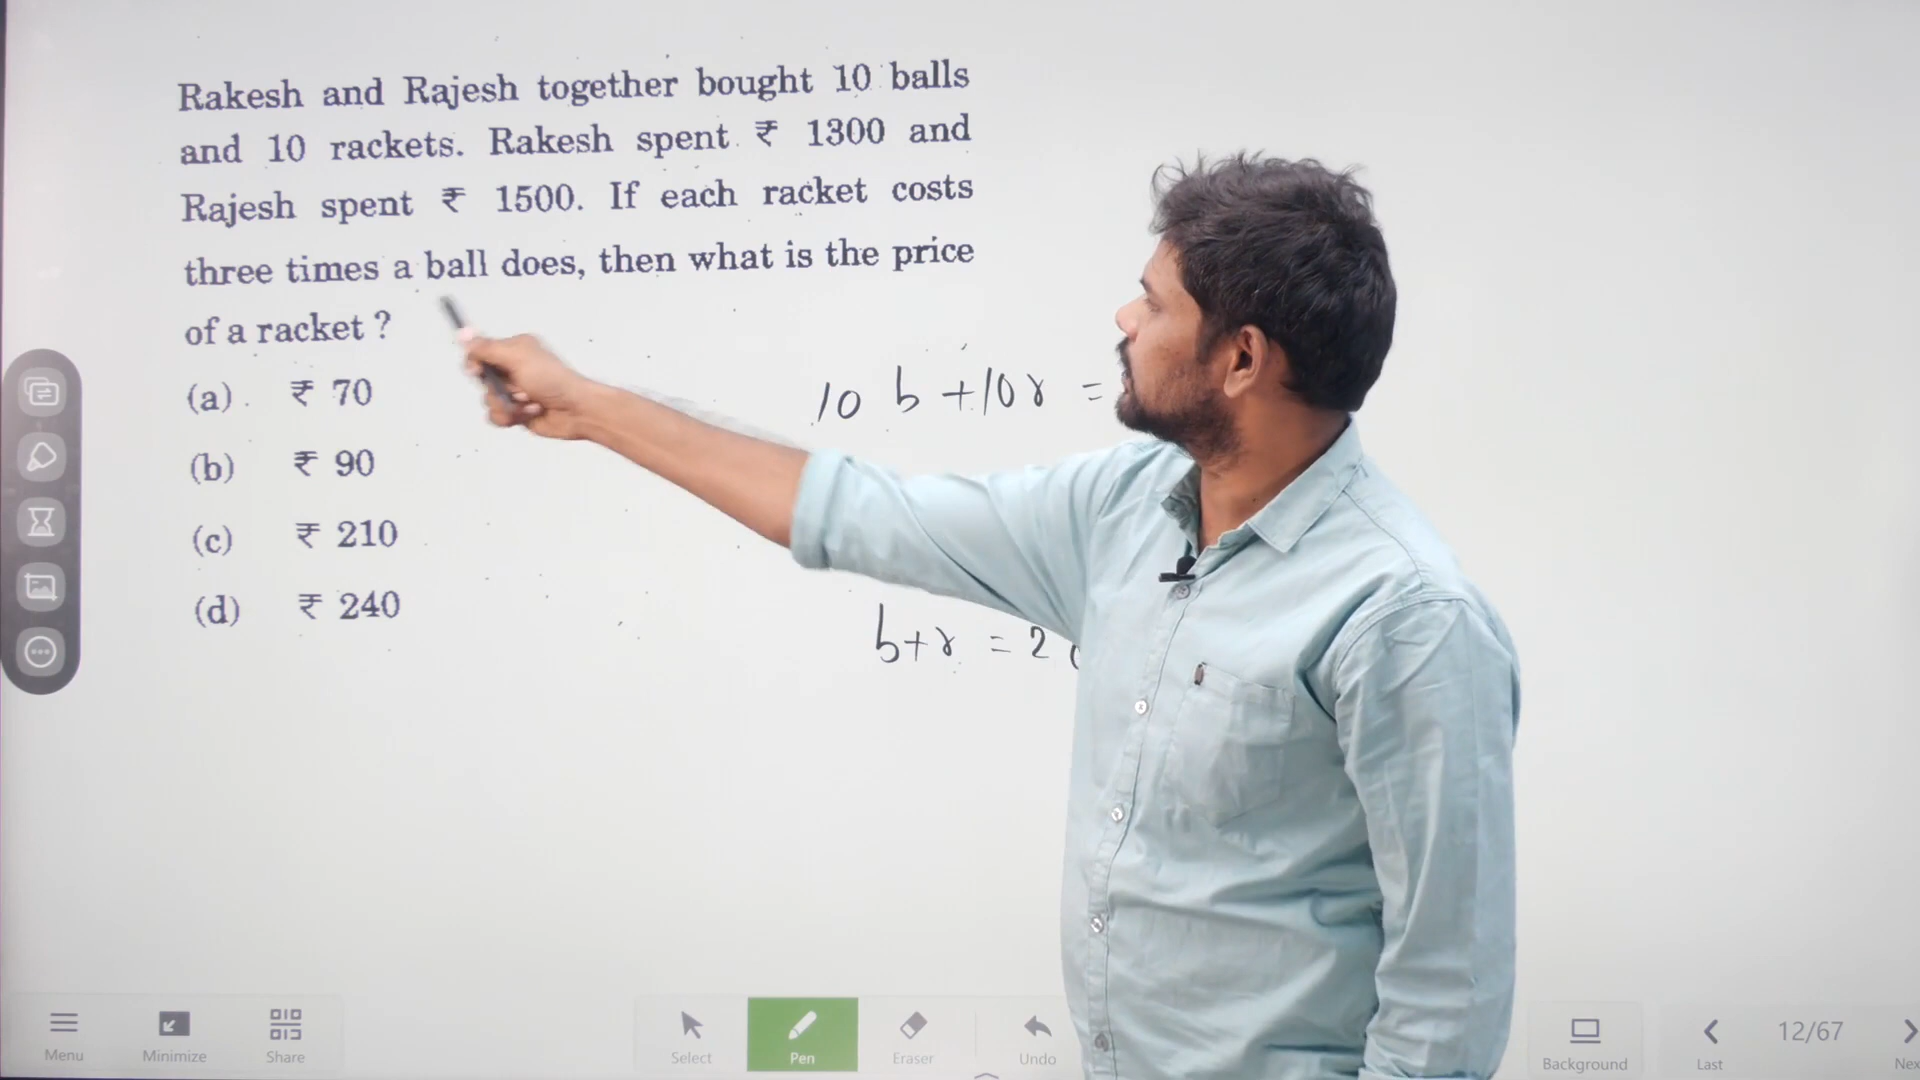 Rakesh and Rajesh together bought 10 balls
and 10 rackets. Rakesh spent ₹ 1300 and
Rajesh spent ₹ 1500. If each racket costs
three times a ball does, then what is the price
of a racket ?
(a) ₹ 70
(b) ₹ 90
(c) ₹ 210
(d) ₹ 240
10 b + 10 r =
b + r = 2
Menu
Minimize
Share
Select
Pen
Eraser
Undo
Background
Last
12/67